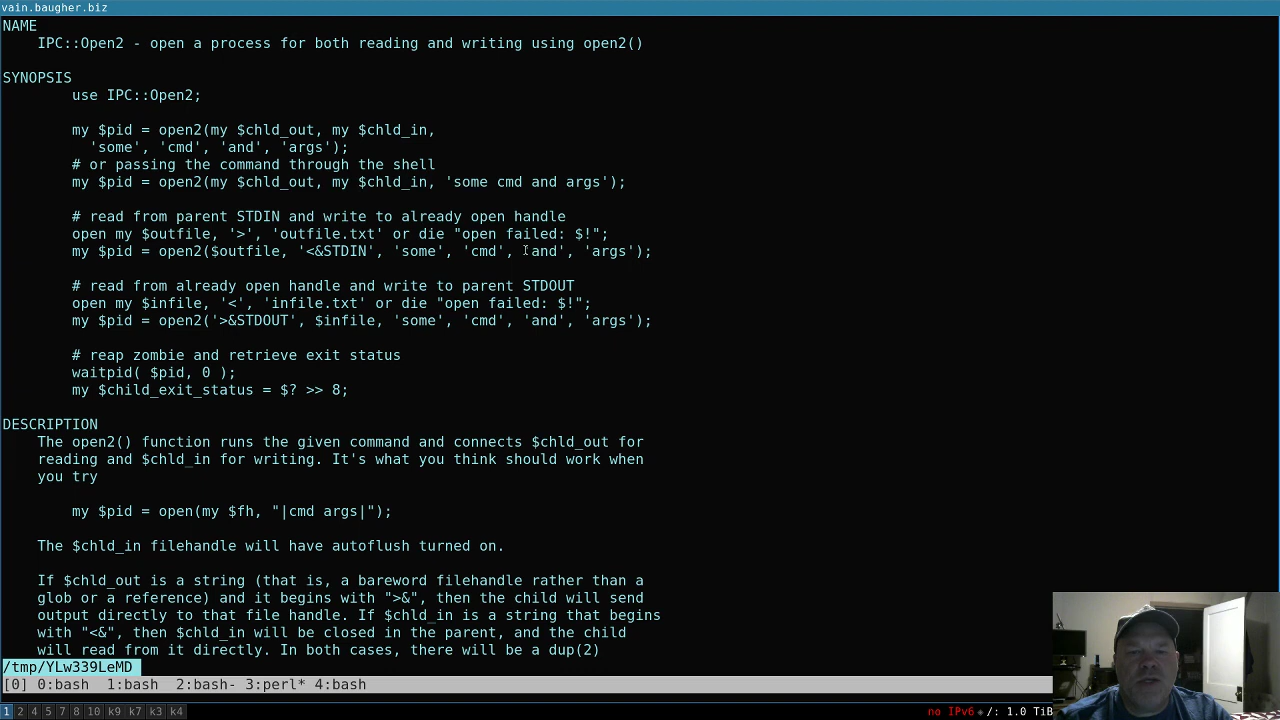 vain.baugher.biz
NAME
IPC::Open2 - open a process for both reading and writing using open2()
SYNOPSIS
use IPC::Open2;
my $pid = open2(my $chld_out, my $chld_in,
'some', 'cmd', 'and', 'args');
# or passing the command through the shell
my $pid = open2(my $chld_out, my $chld_in, 'some cmd and args');
# read from parent STDIN and write to already open handle
open my $outfile, '>', 'outfile.txt' or die "open failed: $!";
my $pid = open2($outfile, '<&STDIN', 'some', 'cmd', 'and', 'args');
# read from already open handle and write to parent STDOUT
open my $infile, '<', 'infile.txt' or die "open failed: $!";
my $pid = open2('>&STDOUT', $infile, 'some', 'cmd', 'and', 'args');
# reap zombie and retrieve exit status
waitpid( $pid, 0 );
my $child_exit_status = $? >> 8;
DESCRIPTION
The open2() function runs the given command and connects $chld_out for
reading and $chld_in for writing. It's what you think should work when
you try
my $pid = open(my $fh, "|cmd args|");
The $chld_in filehandle will have autoflush turned on.
If $chld_out is a string (that is, a bareword filehandle rather than a
glob or a reference) and it begins with ">&", then the child will send
output directly to that file handle. If $chld_in is a string that begins
with "<&", then $chld_in will be closed in the parent, and the child
will read from it directly. In both cases, there will be a dup(2)
/tmp/YLw339LeMD
[0] 0:bash 1:bash 2:bash- 3:perl* 4:bash
1 2 4 5 7 8 10 k9 k7 k3 k4 no IPv6 /: 1.0 TiB